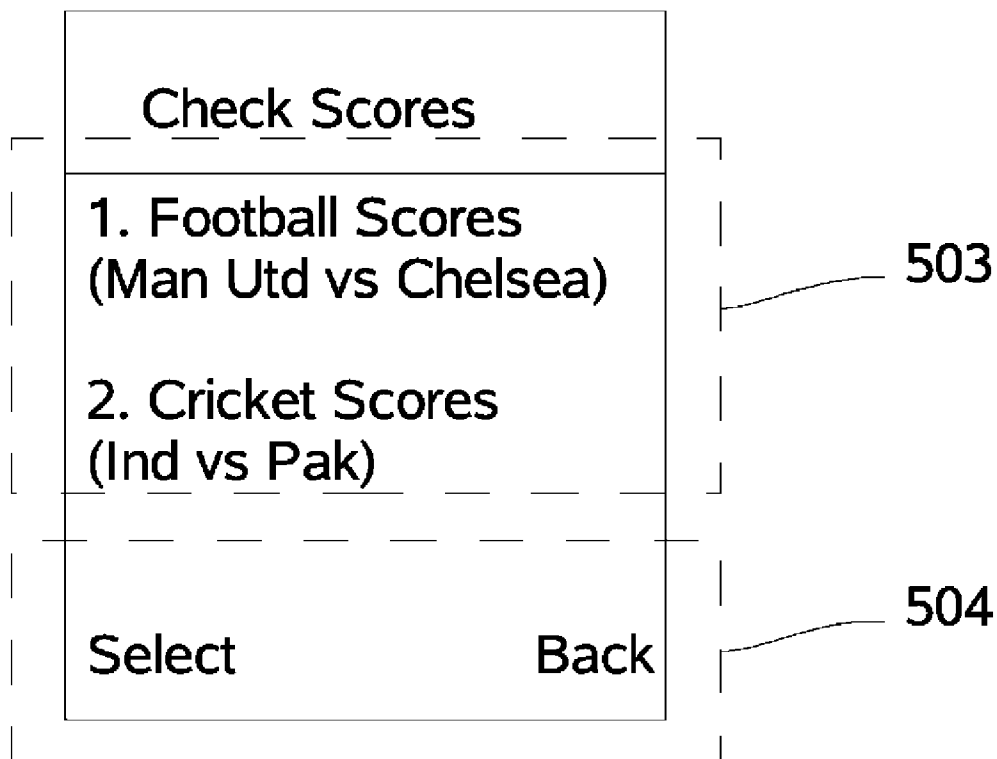 Check Scores
1. Football Scores
(Man Utd vs Chelsea)
503
2. Cricket Scores
(Ind vs Pak)
504
Select Back